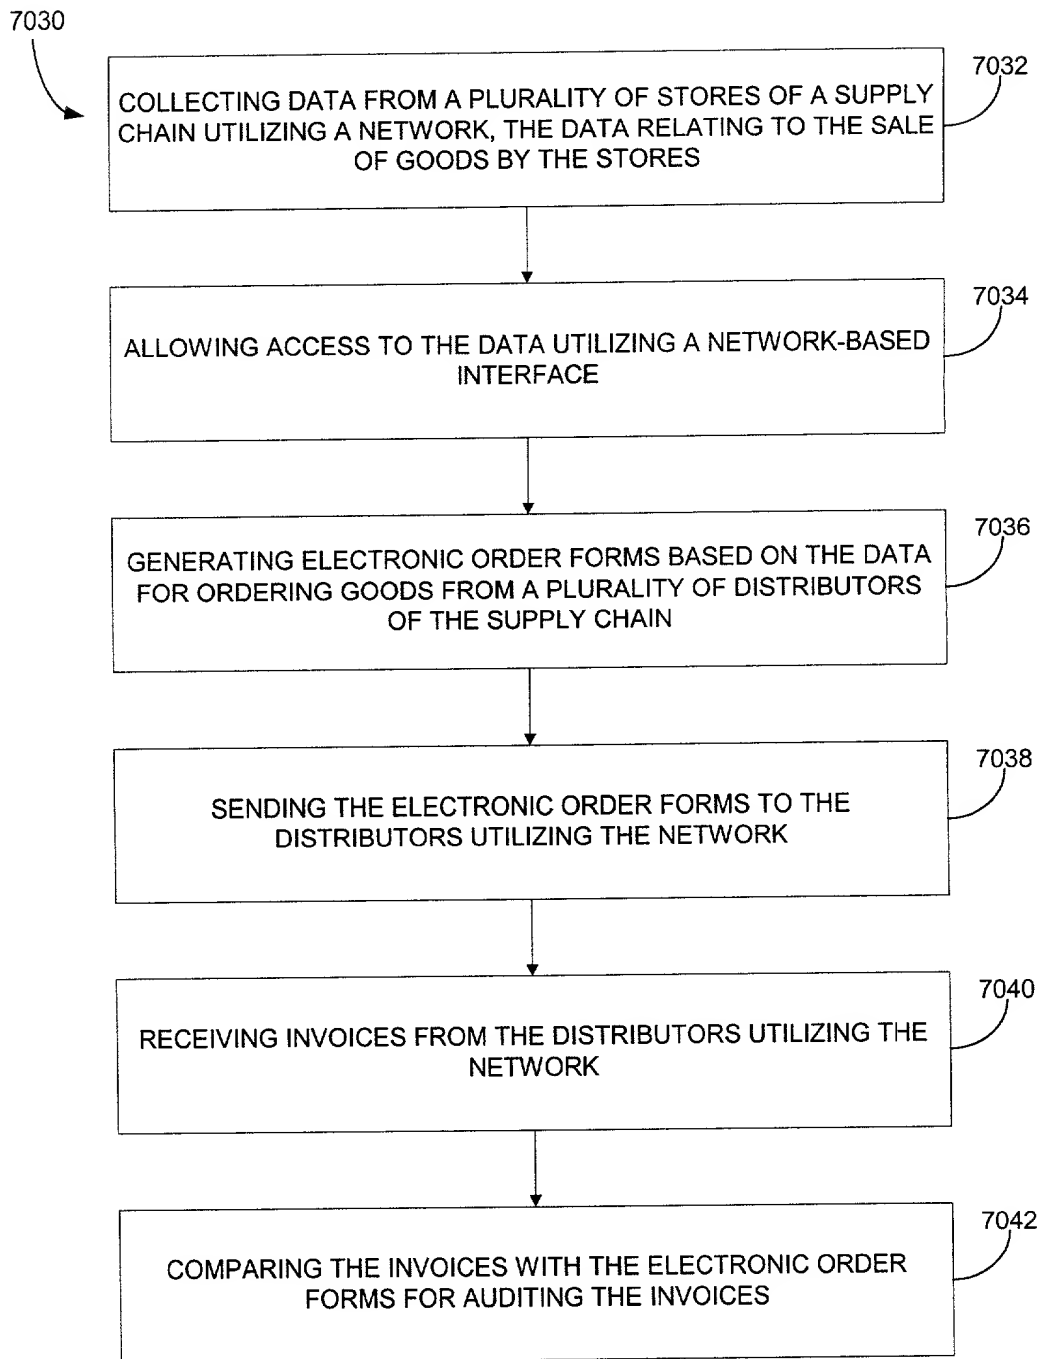 7030
7032
COLLECTING DATA FROM A PLURALITY OF STORES OF A SUPPLY
CHAIN UTILIZING A NETWORK, THE DATA RELATING TO THE SALE
OF GOODS BY THE STORES
7034
ALLOWING ACCESS TO THE DATA UTILIZING A NETWORK-BASED
INTERFACE
7036
GENERATING ELECTRONIC ORDER FORMS BASED ON THE DATA
FOR ORDERING GOODS FROM A PLURALITY OF DISTRIBUTORS
OF THE SUPPLY CHAIN
7038
SENDING THE ELECTRONIC ORDER FORMS TO THE
DISTRIBUTORS UTILIZING THE NETWORK
7040
RECEIVING INVOICES FROM THE DISTRIBUTORS UTILIZING THE
NETWORK
7042
COMPARING THE INVOICES WITH THE ELECTRONIC ORDER
FORMS FOR AUDITING THE INVOICES